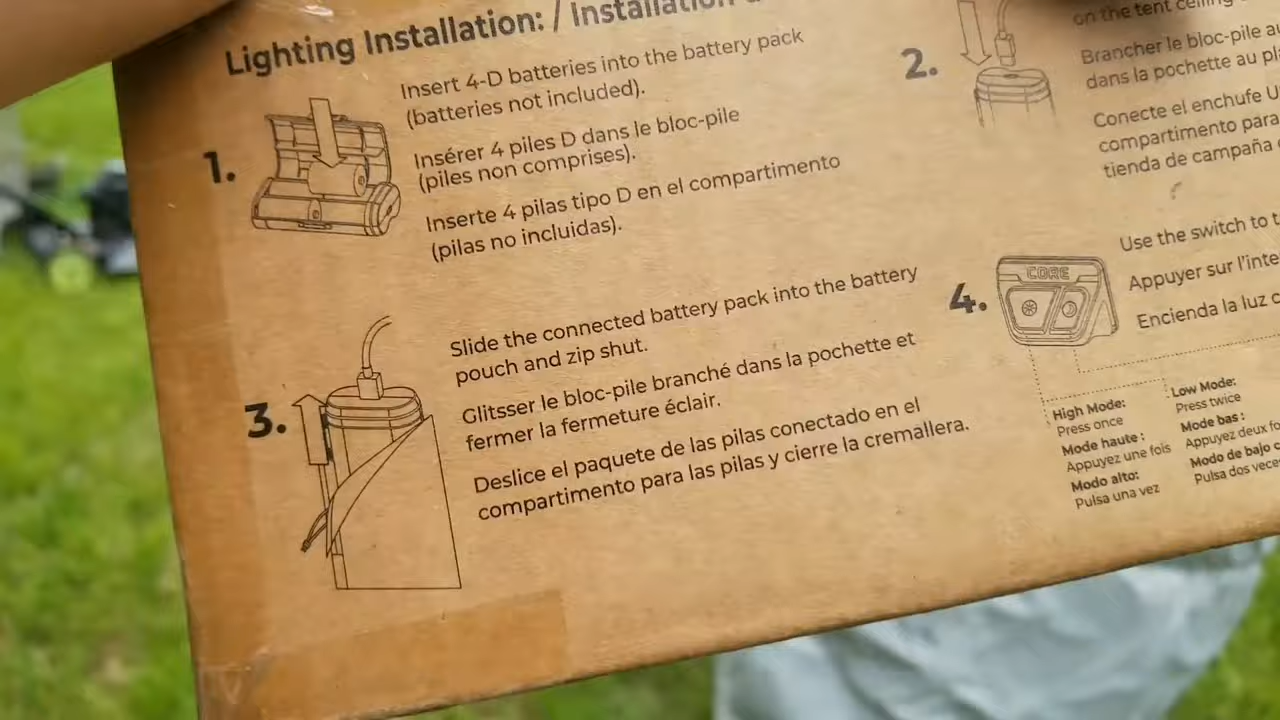 Lighting Installation: / Installation
1.
Insert 4-D batteries into the battery pack
(batteries not included).
Insérer 4 piles D dans le bloc-pile
(piles non comprises).
Inserte 4 pilas tipo D en el compartimento
(pilas no incluidas).
2.
on the tent ceiling
Brancher le bloc-pile au
dans la pochette au
Conecte el enchufe
compartimento para
tienda de campaña
3.
Slide the connected battery pack into the battery
pouch and zip shut.
Glitsser le bloc-pile branché dans la pochette et
fermer la fermeture éclair.
Deslice el paquete de las pilas conectado en el
compartimento para las pilas y cierre la cremallera.
4.
CORE
Use the switch to
Appuyer sur l'inte
Encienda la luz
High Mode:
Press once
Mode haute :
Appuyez une fois
Modo alto:
Pulsa una vez
Low Mode:
Press twice
Mode bas :
Appuyez deux fo
Modo de bajo
Pulsa dos veces